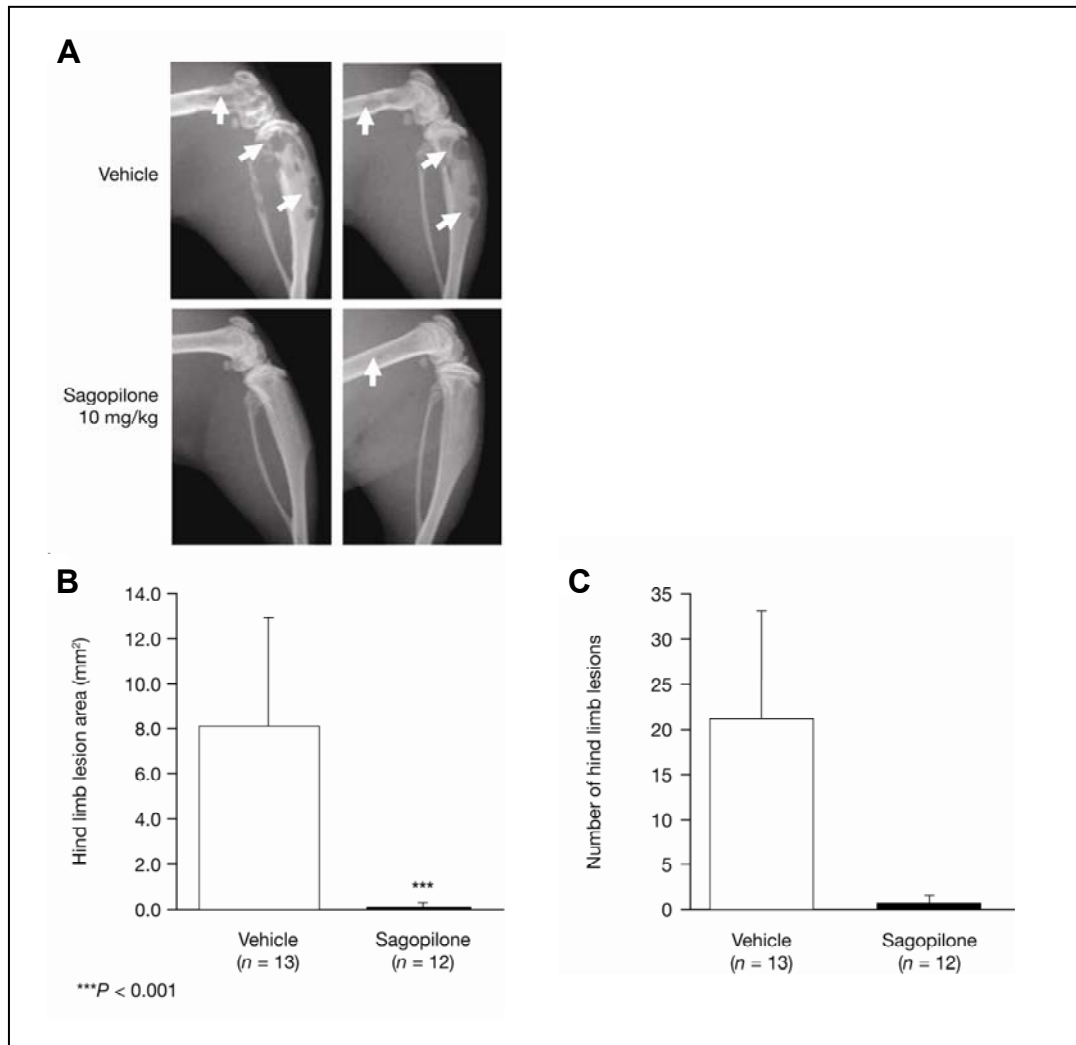 A
Vehicle
Sagopilone
10 mg/kg
B
Hind limb lesion area (mm²)
14.0
12.0
10.0
8.0
6.0
4.0
2.0
0.0
***
Vehicle
(n = 13)
Sagopilone
(n = 12)
***P < 0.001
C
Number of hind limb lesions
35
30
25
20
15
10
5
0
Vehicle
(n = 13)
Sagopilone
(n = 12)